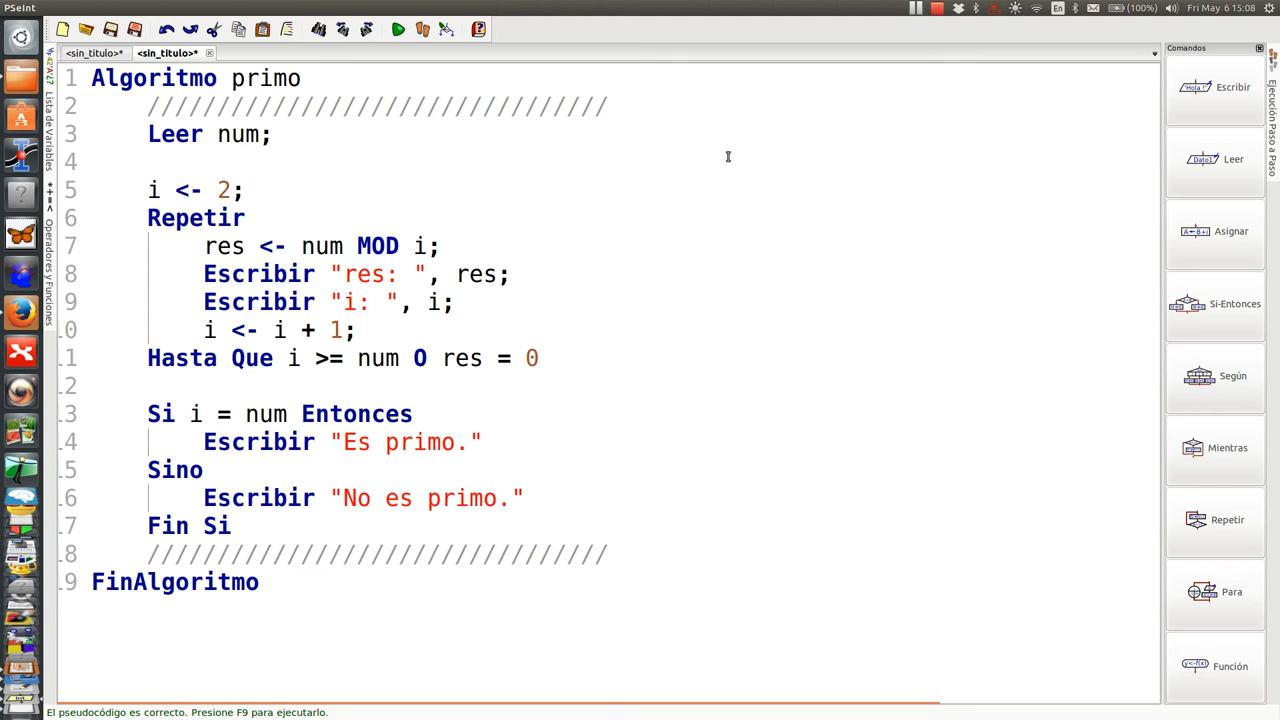 PSeInt
En
(100%)
Fri May 6 15:08
<sin_titulo>*
<sin_titulo>*
Comandos
Lista de Variables
Operadores y Funciones
1 Algoritmo primo
2 /////////////////////////////////
3 Leer num;
4
5 i <- 2;
6 Repetir
7 res <- num MOD i;
8 Escribir "res: ", res;
9 Escribir "i: ", i;
.0 i <- i + 1;
.1 Hasta Que i >= num O res = 0
.2
.3 Si i = num Entonces
.4 Escribir "Es primo."
.5 Sino
.6 Escribir "No es primo."
.7 Fin Si
.8 /////////////////////////////////
.9 FinAlgoritmo
Escribir
Leer
Asignar
Si-Entonces
Según
Mientras
Repetir
Para
Función
Ejecución Paso a Paso
El pseudocódigo es correcto. Presione F9 para ejecutarlo.